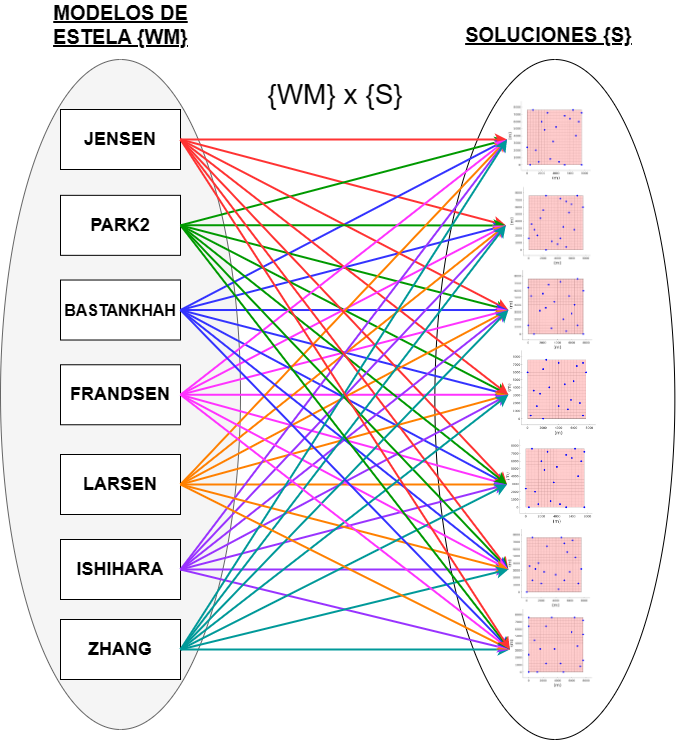 MODELOS DE
ESTELA {WM}
SOLUCIONES {S}
{WM} x {S}
JENSEN
PARK2
BASTANKHAH
FRANDSEN
LARSEN
ISHIHARA
ZHANG